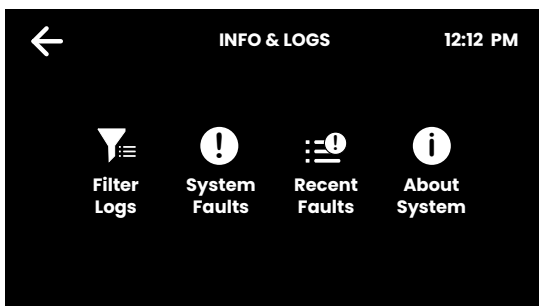 INFO & LOGS 12:12 PM
Filter Logs
System Faults
Recent Faults
About System